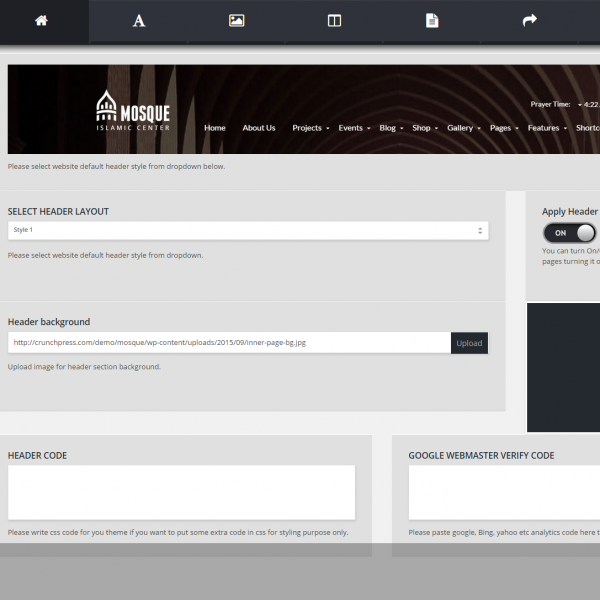 A
MOSQUE
ISLAMIC CENTER
Prayer Time: 4:22
Home About Us Projects Events Blog Shop Gallery Pages Features Shortc
Please select website default header style from dropdown below.
SELECT HEADER LAYOUT
Style 1
Please select website default header style from dropdown.
Apply Header
ON
You can turn On/
pages turning it o
Header background
http://crunchpress.com/demo/mosque/wp-content/uploads/2015/09/inner-page-bg.jpg
Upload
Upload image for header section background.
HEADER CODE
Please write css code for you theme if you want to put some extra code in css for styling purpose only.
GOOGLE WEBMASTER VERIFY CODE
Please paste google, Bing, yahoo etc analytics code here t